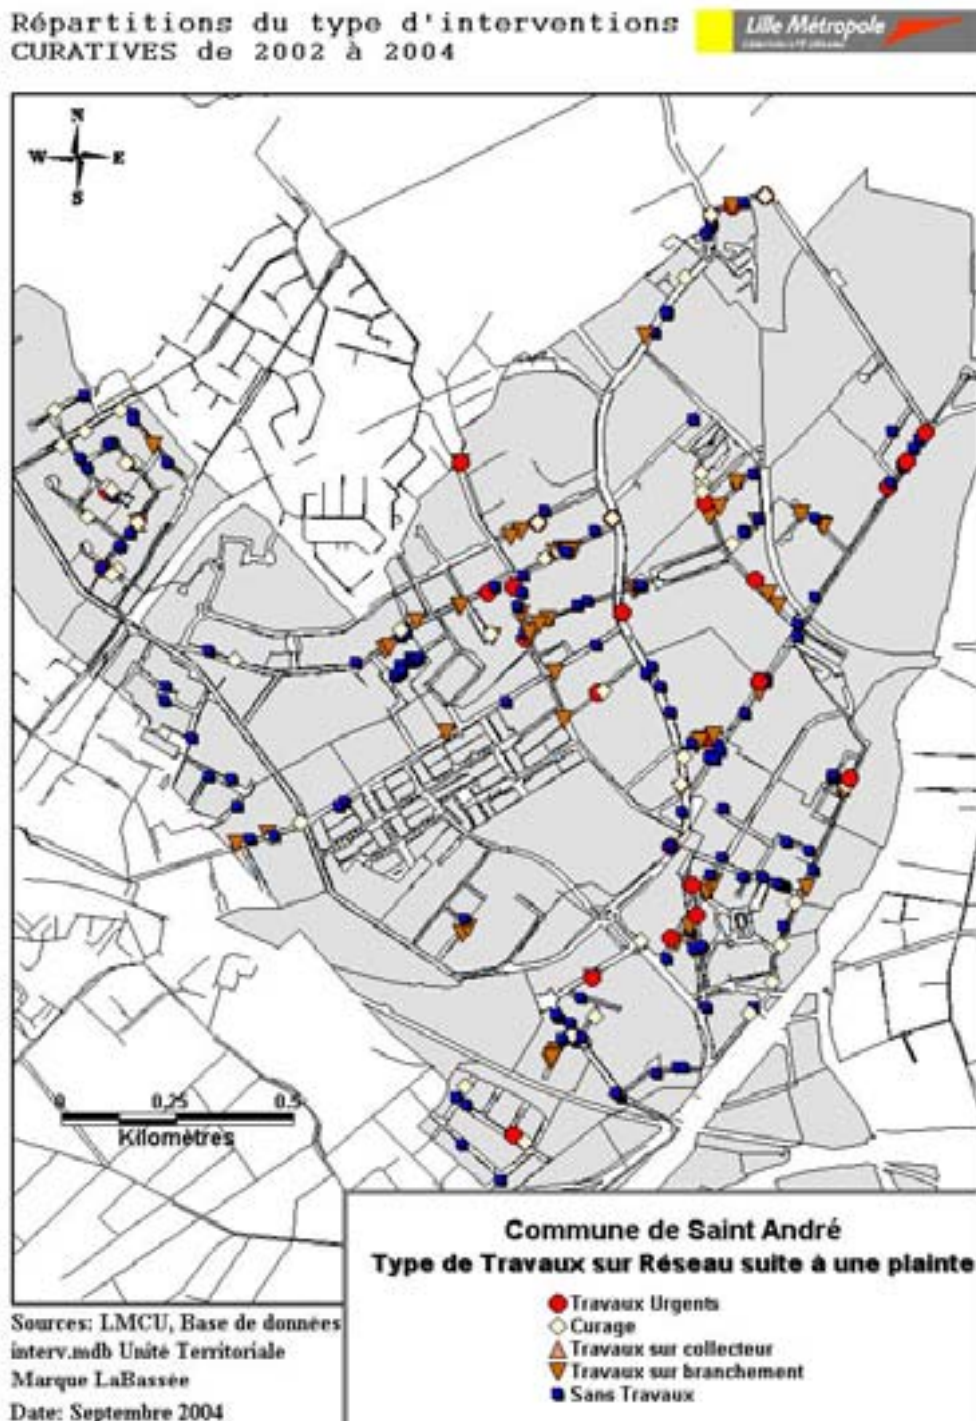 Répartitions du type d'interventions
CURATIVES de 2002 à 2004
Lille Métropole
N
W E
S
0 0,25 0.5
Kilomètres
Commune de Saint André
Type de Travaux sur Réseau suite à une plainte
Travaux Urgents
Curage
Travaux sur collecteur
Travaux sur branchement
Sans Travaux
Sources: LMCU, Base de données
interv.mdb Unité Territoriale
Marque LaBassée
Date: Septembre 2004